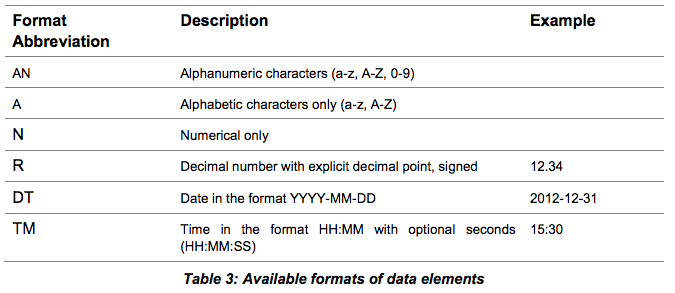 Format Abbreviation Description Example
AN Alphanumeric characters (a-z, A-Z, 0-9)
A Alphabetic characters only (a-z, A-Z)
N Numerical only
R Decimal number with explicit decimal point, signed 12.34
DT Date in the format YYYY-MM-DD 2012-12-31
TM Time in the format HH:MM with optional seconds 15:30
(HH:MM:SS)
Table 3: Available formats of data elements